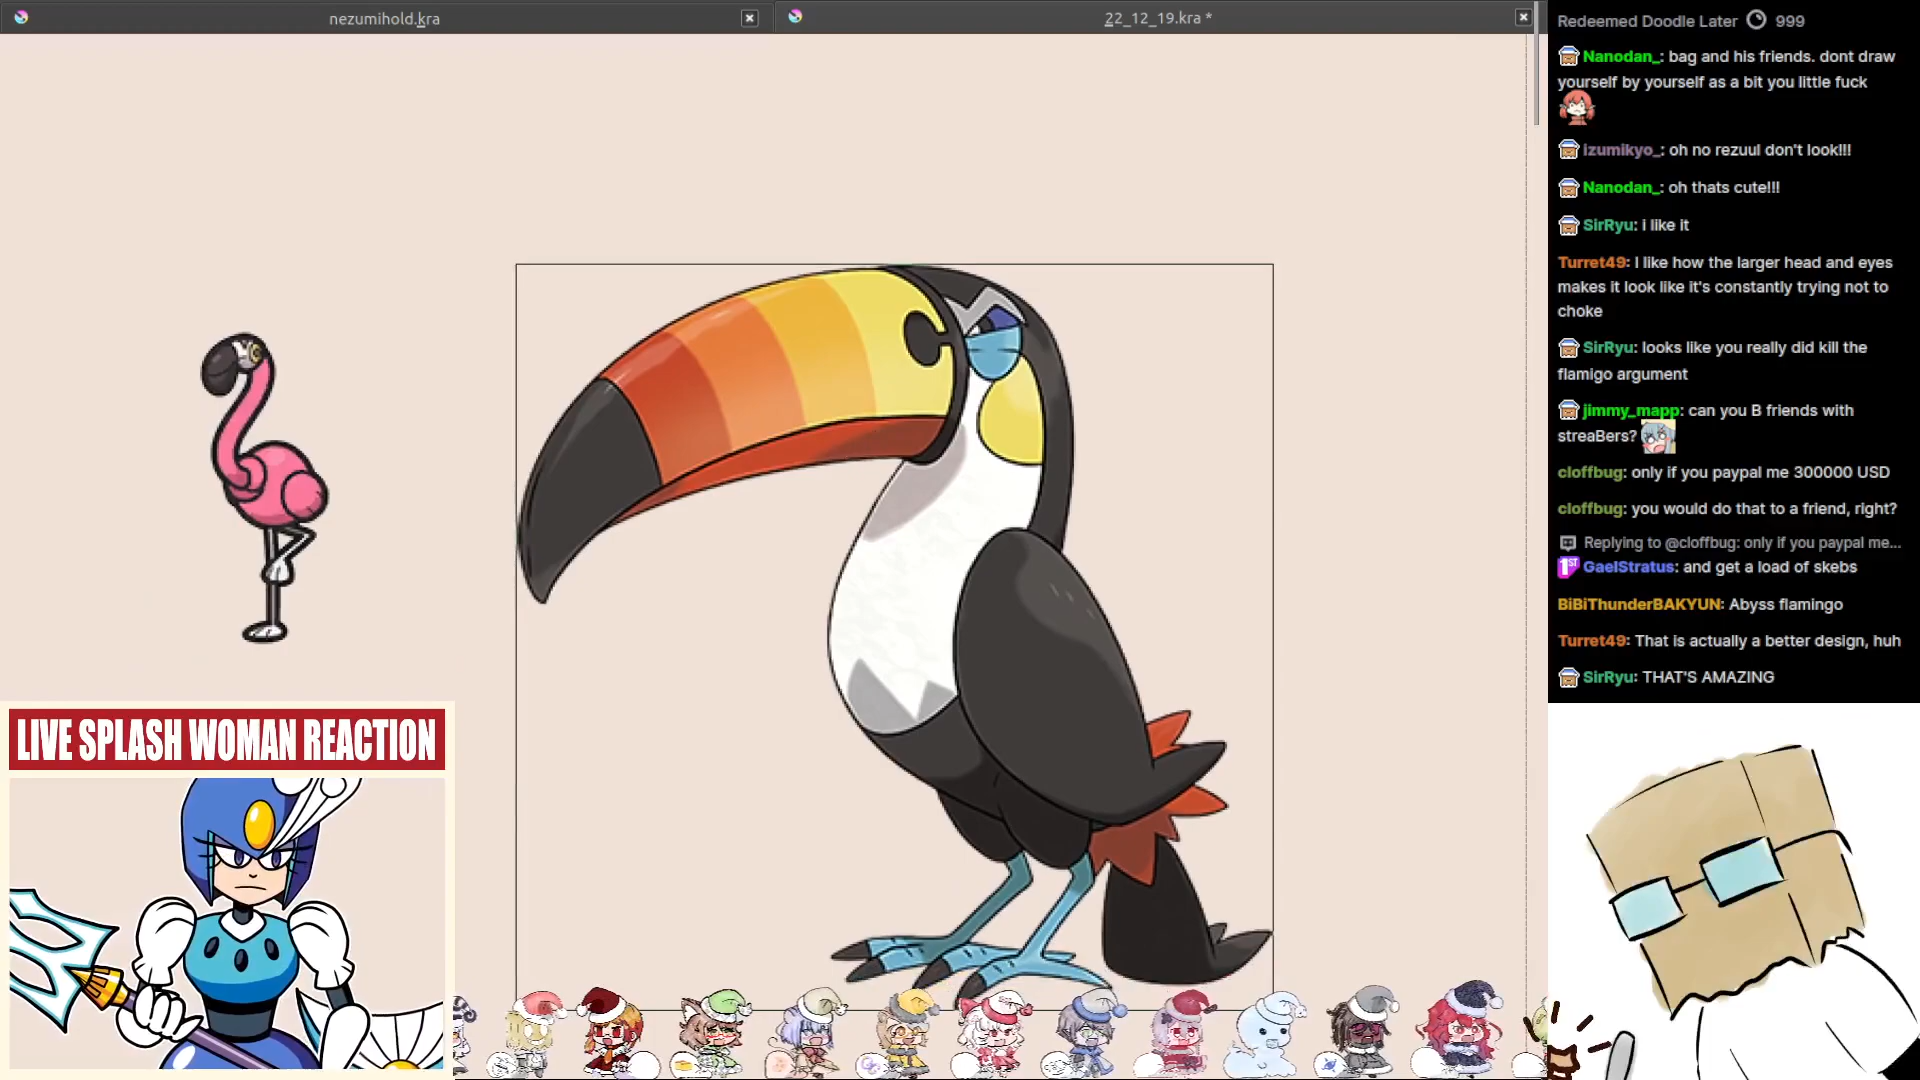 nezumihold.kra
22_12_19.kra *
Redeemed Doodle Later 999
Nanodan_: bag and his friends. dont draw
yourself by yourself as a bit you little fuck
izumikyo_: oh no rezuul don't look!!!
Nanodan_: oh thats cute!!!
SirRyu: i like it
Turret49: I like how the larger head and eyes
makes it look like it's constantly trying not to
choke
SirRyu: looks like you really did kill the
flamigo argument
jimmy_mapp: can you B friends with
streaBers?
cloffbug: only if you paypal me 300000 USD
cloffbug: you would do that to a friend, right?
Replying to @cloffbug: only if you paypal me...
1ST GaelStratus: and get a load of skebs
BiBiThunderBAKYUN: Abyss flamingo
Turret49: That is actually a better design, huh
SirRyu: THAT'S AMAZING
LIVE SPLASH WOMAN REACTION